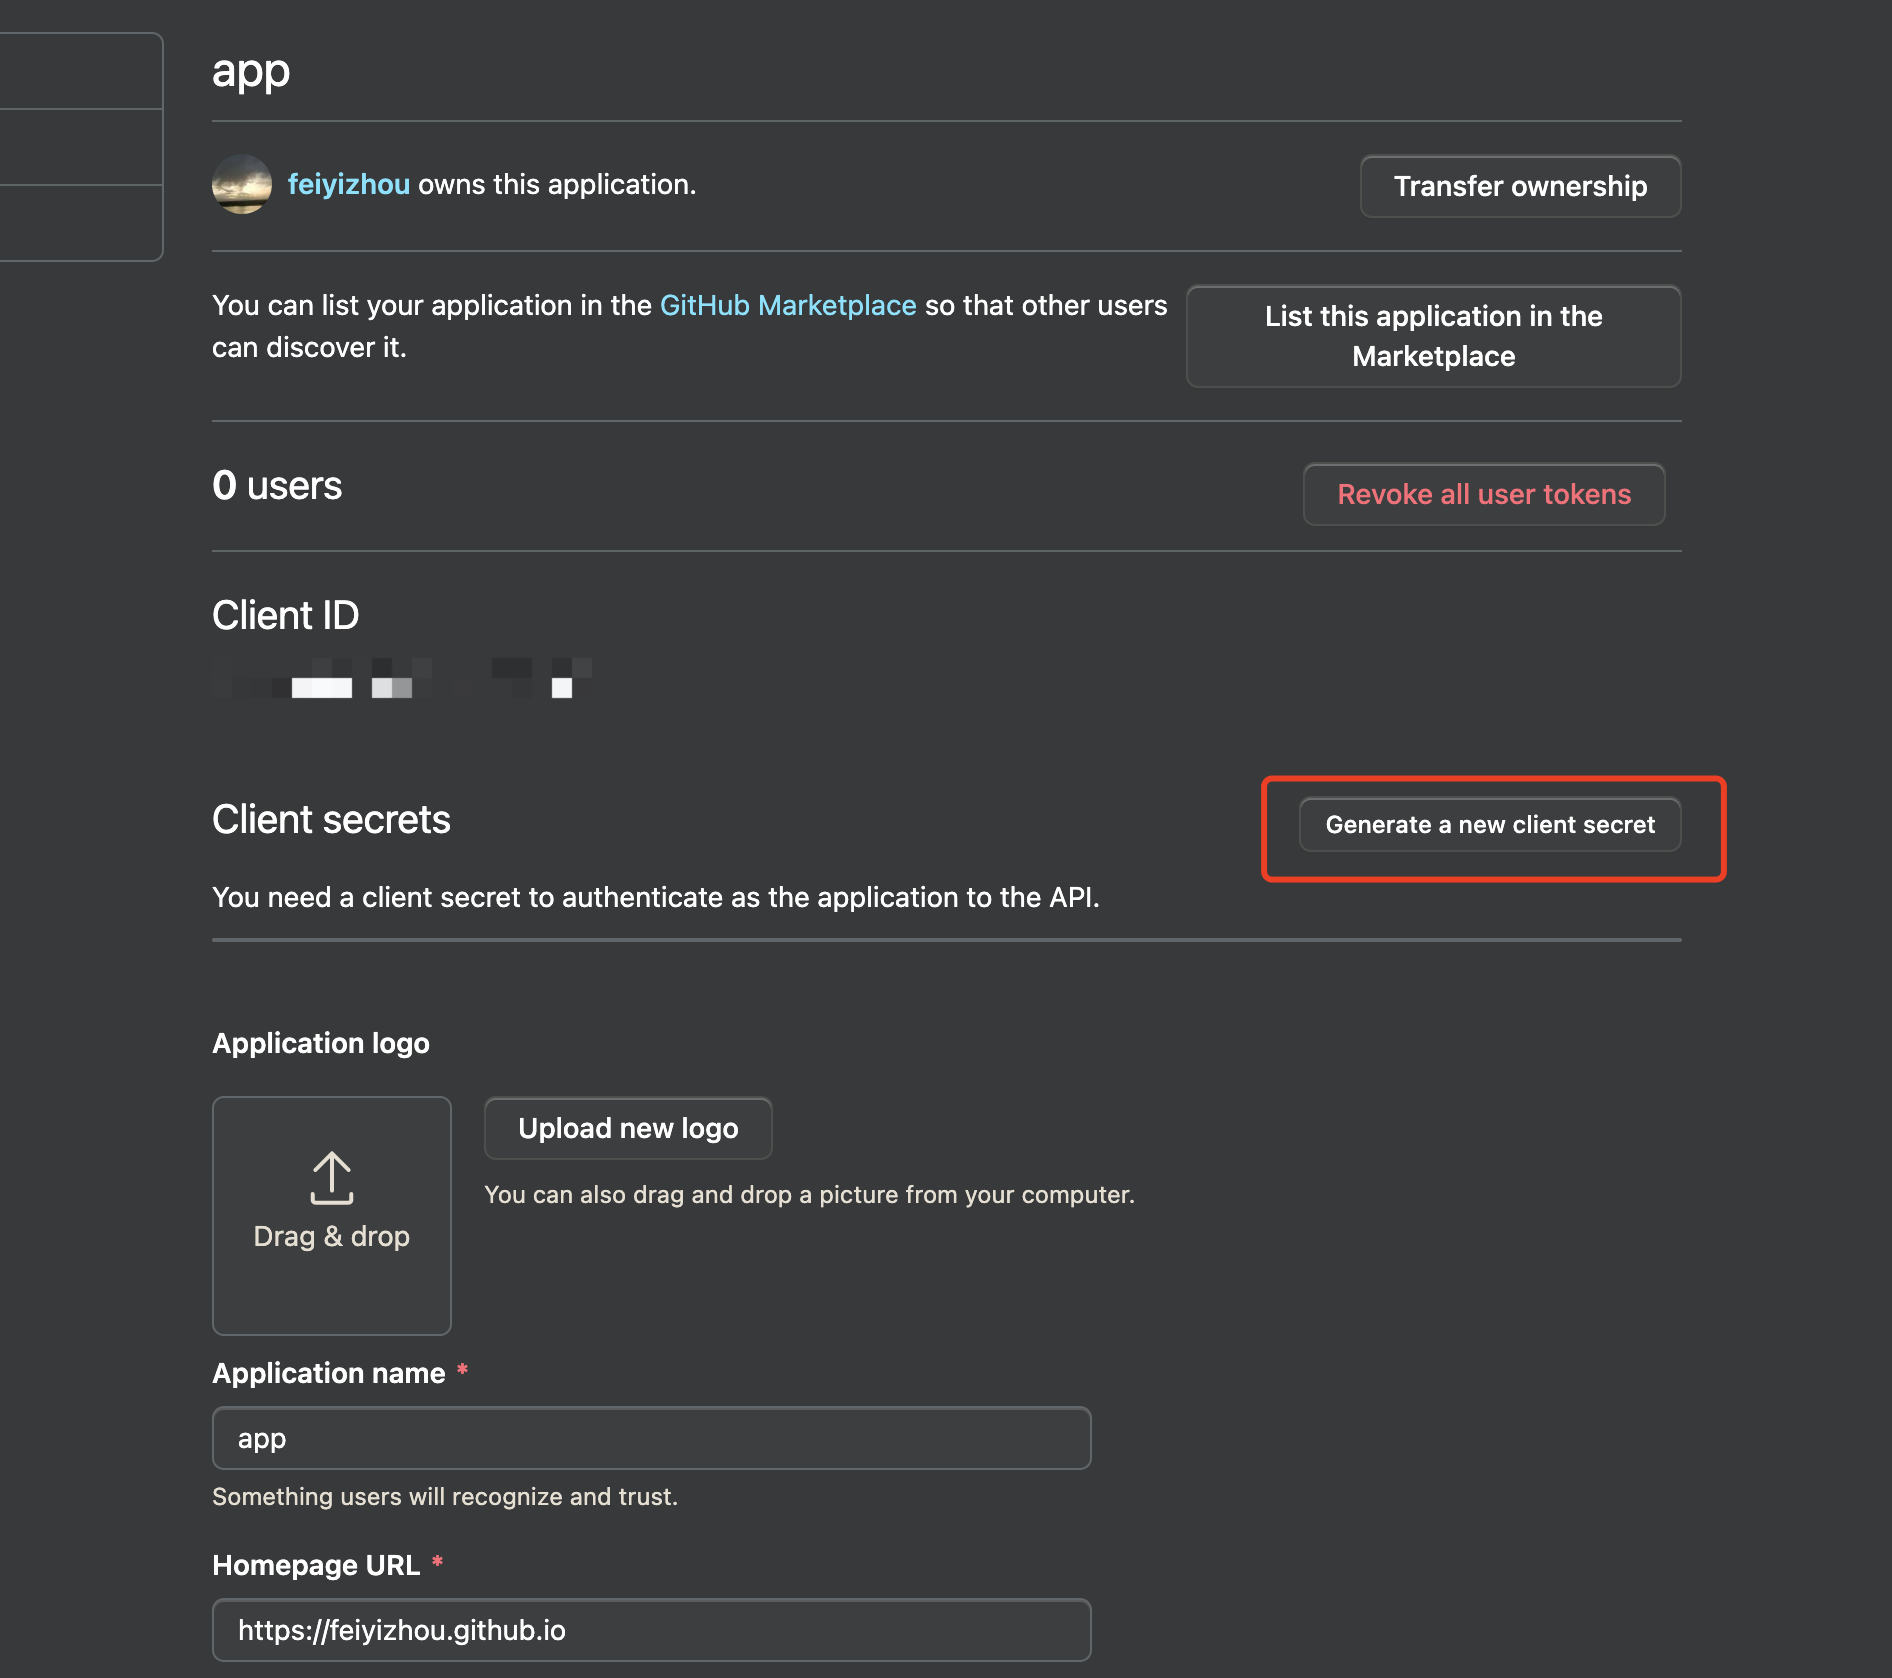 app
feiyizhou owns this application.
Transfer ownership
You can list your application in the GitHub Marketplace so that other users
can discover it.
List this application in the
Marketplace
0 users
Revoke all user tokens
Client ID
Client secrets
Generate a new client secret
You need a client secret to authenticate as the application to the API.
Application logo
Drag & drop
Upload new logo
You can also drag and drop a picture from your computer.
Application name *
app
Something users will recognize and trust.
Homepage URL *
https://feiyizhou.github.io